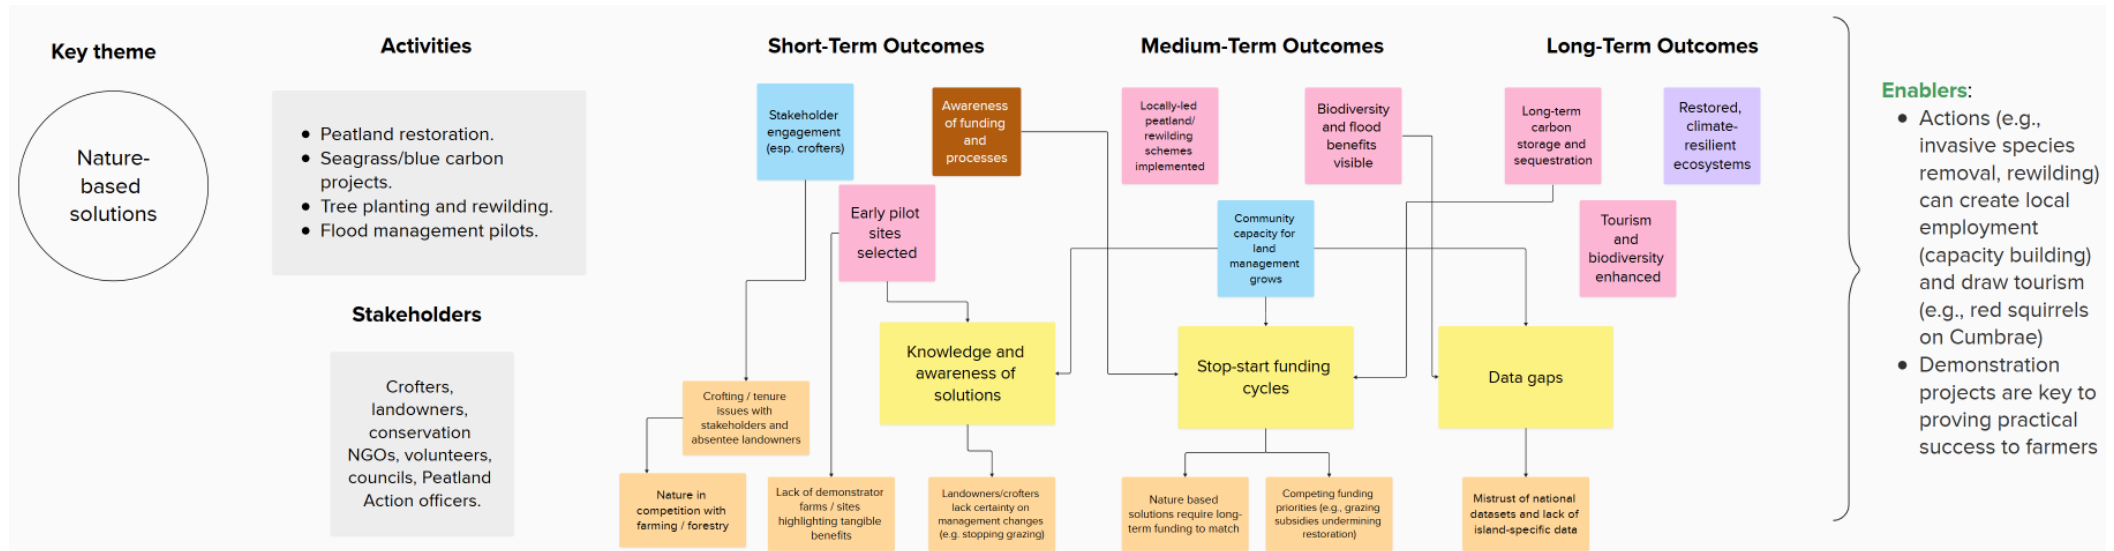 Key theme
Nature-
based
solutions
Activities
Peatland restoration.
Seagrass/blue carbon
projects.
Tree planting and rewilding.
Flood management pilots.
Stakeholders
Crofters,
landowners,
conservation
NGOs, volunteers,
councils, Peatland
Action officers.
Short-Term Outcomes
Stakeholder
engagement
(esp. crofters)
Awareness
of funding
and
processes
Early pilot
sites
selected
Medium-Term Outcomes
Locally-led
peatland/
rewilding
schemes
implemented
Biodiversity
and flood
benefits
visible
Community
capacity for
land
management
grows
Long-Term Outcomes
Long-term
carbon
storage and
sequestration
Restored,
climate-
resilient
ecosystems
Tourism
and
biodiversity
enhanced
Knowledge and
awareness of
solutions
Stop-start funding
cycles
Data gaps
Crofting / tenure
issues with
stakeholders and
absentee landowners
Nature in
competition with
farming / forestry
Lack of demonstrator
farms / sites
highlighting tangible
benefits
Landowners/crofters
lack certainty on
management changes
(e.g. stopping grazing)
Nature based
solutions require long-
term funding to match
Competing funding
priorities (e.g., grazing
subsidies undermining
restoration)
Mistrust of national
datasets and lack of
island-specific data
Enablers:
Actions (e.g.,
invasive species
removal, rewilding)
can create local
employment
(capacity building)
and draw tourism
(e.g., red squirrels
on Cumbrae)
Demonstration
projects are key to
proving practical
success to farmers